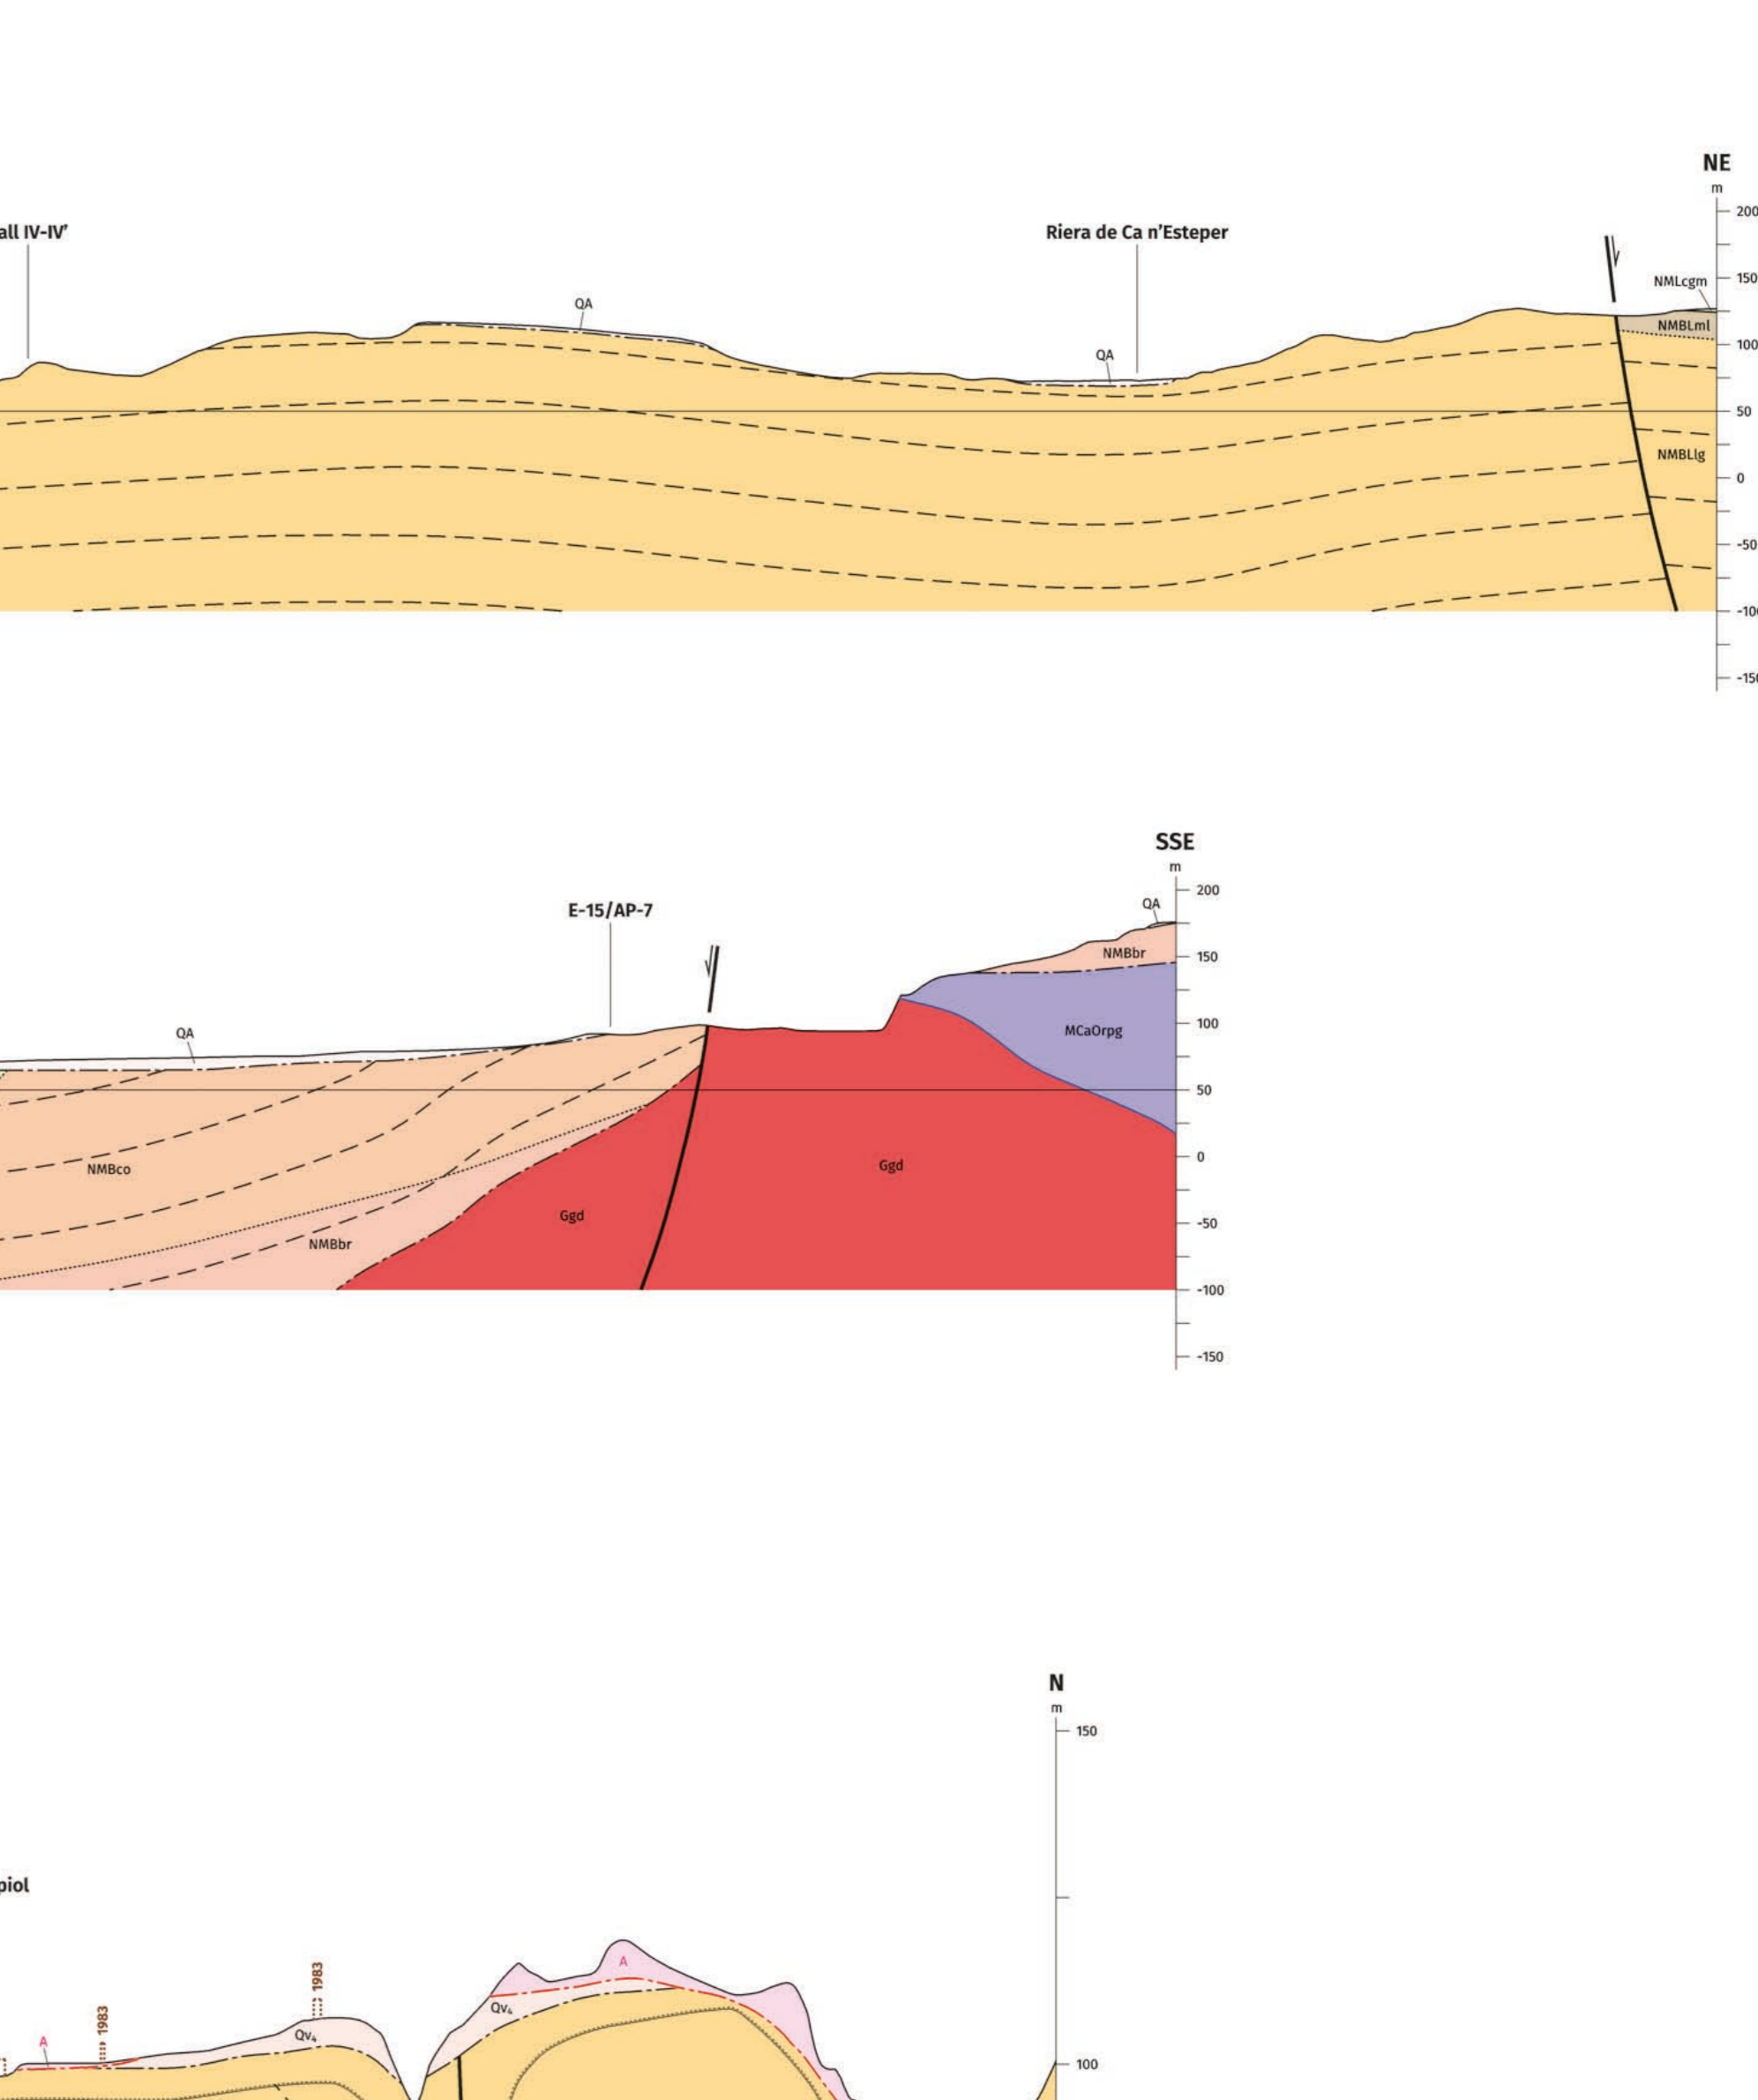 NE
m
200
all IV-IV’
Riera de Ca n’Esteper
150
NMLcgm
QA
NMBLml
100
QA
50
NMBLlg
0
-50
-100
-150
SSE
m
200
QA
E-15/AP-7
150
NMBbr
QA
100
MCaOrpg
50
0
Ggd
NMBco
Ggd
-50
NMBbr
-100
-150
N
m
150
piol
A
1983
Qv₄
1983
Qv₄
A
100